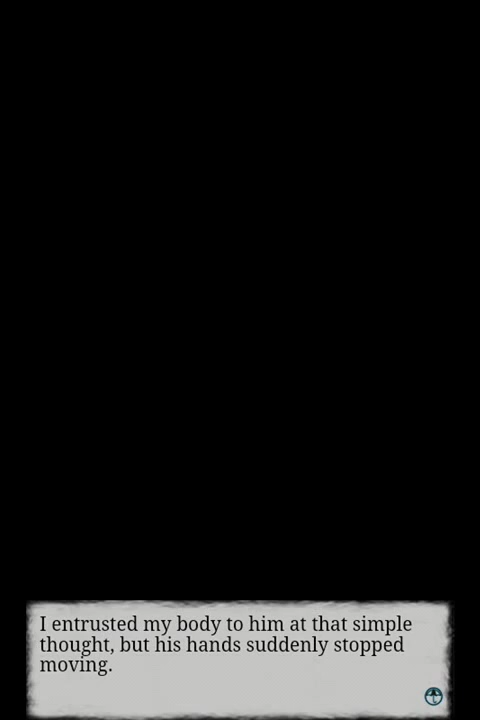 I entrusted my body to him at that simple
thought, but his hands suddenly stopped
moving.